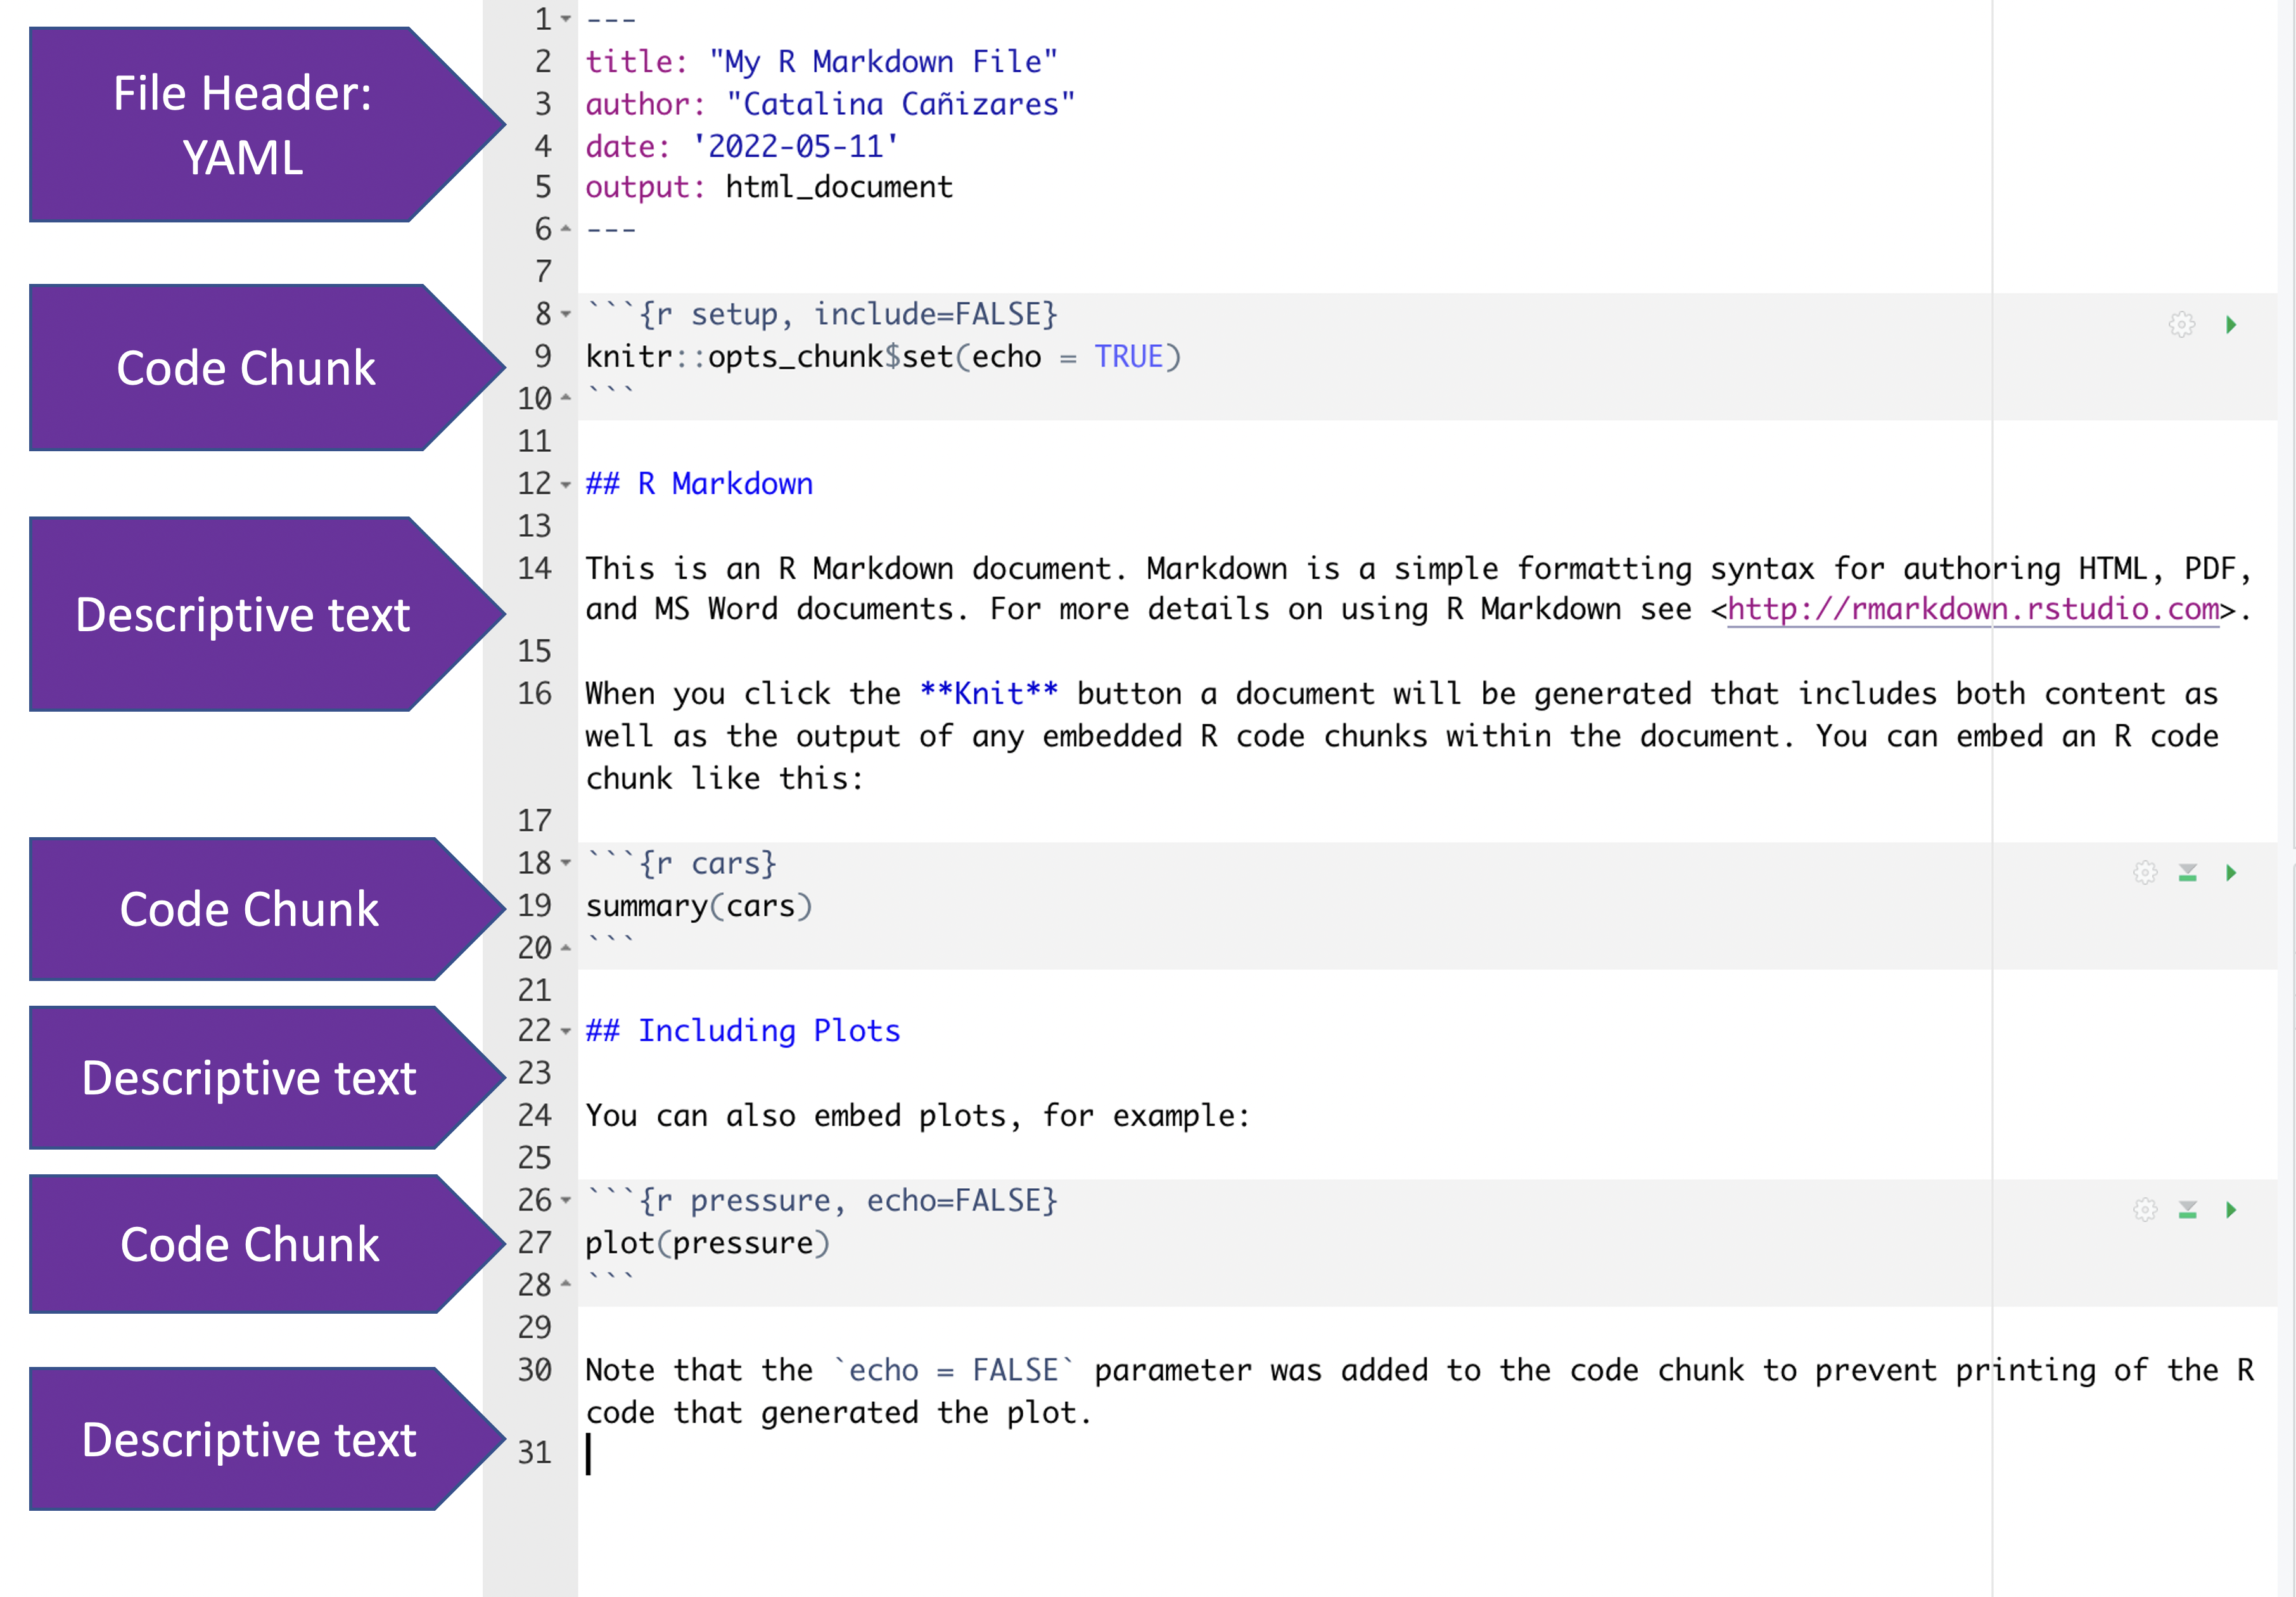 File Header:
YAML
Code Chunk
Descriptive text
Code Chunk
Descriptive text
Code Chunk
Descriptive text
1 ---
2 title: "My R Markdown File"
3 author: "Catalina Cañizares"
4 date: '2022-05-11'
5 output: html_document
6 ---
7
8 ```{r setup, include=FALSE}
9 knitr::opts_chunk$set(echo = TRUE)
10 ```
11
12 ## R Markdown
13
14 This is an R Markdown document. Markdown is a simple formatting syntax for authoring HTML, PDF,
and MS Word documents. For more details on using R Markdown see <http://rmarkdown.rstudio.com>.
15
16 When you click the **Knit** button a document will be generated that includes both content as
well as the output of any embedded R code chunks within the document. You can embed an R code
chunk like this:
17
18 ```{r cars}
19 summary(cars)
20 ```
21
22 ## Including Plots
23
24 You can also embed plots, for example:
25
26 ```{r pressure, echo=FALSE}
27 plot(pressure)
28 ```
29
30 Note that the `echo = FALSE` parameter was added to the code chunk to prevent printing of the R
code that generated the plot.
31